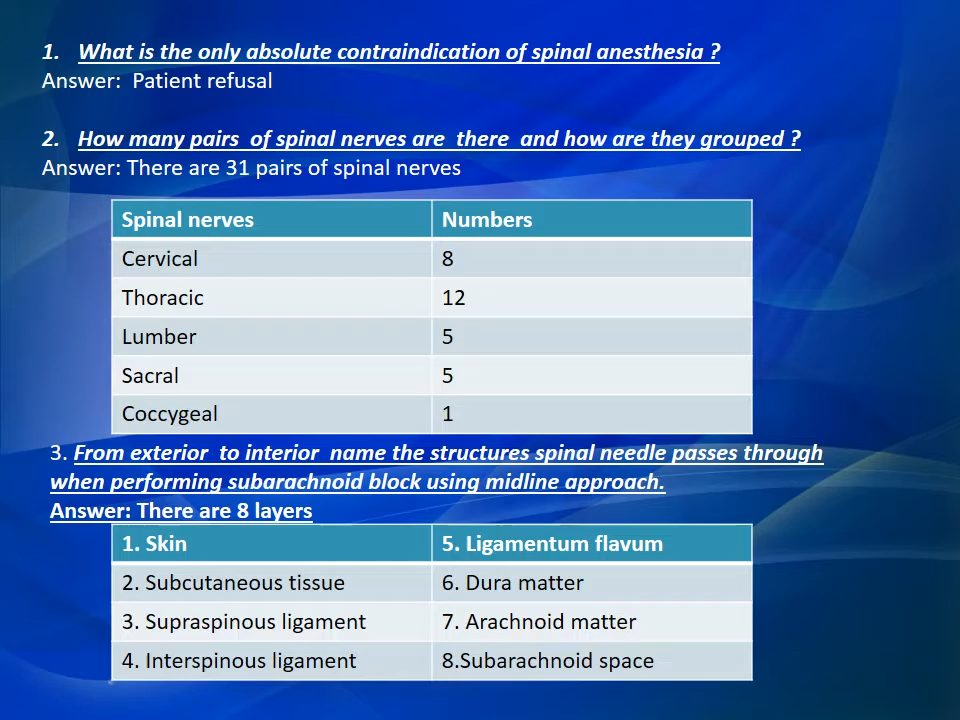 1. What is the only absolute contraindication of spinal anesthesia ?
Answer: Patient refusal
2. How many pairs of spinal nerves are there and how are they grouped ?
Answer: There are 31 pairs of spinal nerves
Spinal nerves Numbers
Cervical 8
Thoracic 12
Lumber 5
Sacral 5
Coccygeal 1
3. From exterior to interior name the structures spinal needle passes through
when performing subarachnoid block using midline approach.
Answer: There are 8 layers
1. Skin 5. Ligamentum flavum
2. Subcutaneous tissue 6. Dura matter
3. Supraspinous ligament 7. Arachnoid matter
4. Interspinous ligament 8.Subarachnoid space